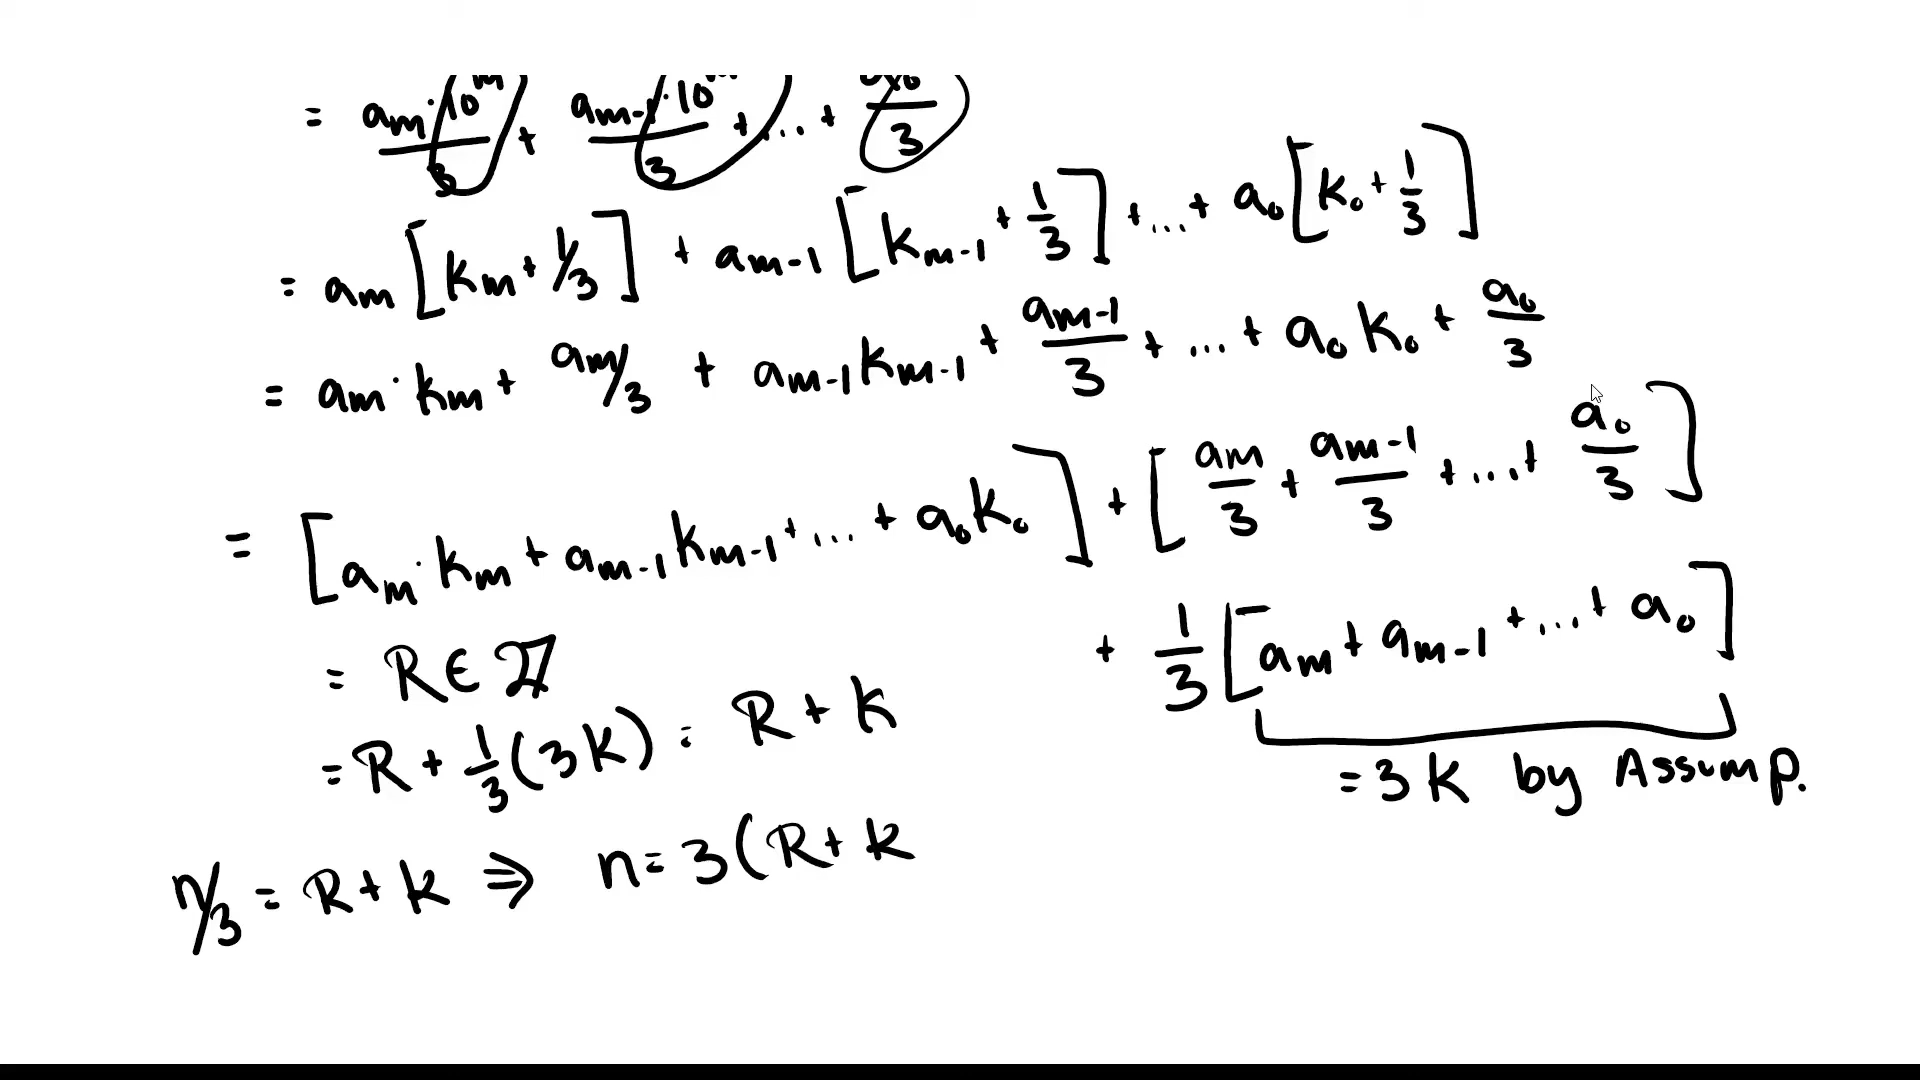 = am·10^m/3 + am-1·10^m/3 + ... + a₀/3
= am [km + 1/3] + am-1 [km-1 + 1/3] + ... + a₀ [k₀ + 1/3]
= am·km + am/3 + am-1 km-1 + am-1/3 + ... + a₀k₀ + a₀/3
= [am·km + am-1 km-1 + ... + a₀k₀] + [am/3 + am-1/3 + ... + a₀/3]
+ 1/3 [am + am-1 + ... + a₀]
= R ∈ ℤ
= R + 1/3 (3K) = R + K
= 3K by Assump.
n/3 = R + K ⇒ n = 3(R + K